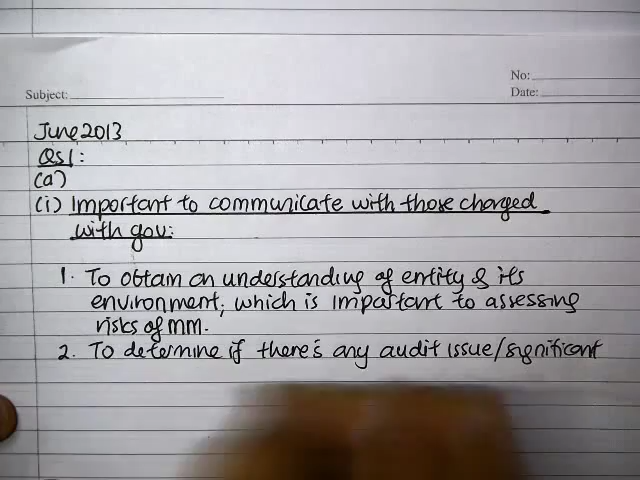 No:
Subject:
Date:
June 2013
Qs1:
(a)
(i) Important to communicate with those charged
with gov:
1. To obtain an understanding of entity & its
environment, which is important to assessing
risks of MM.
2. To determine if there's any audit issue/significant